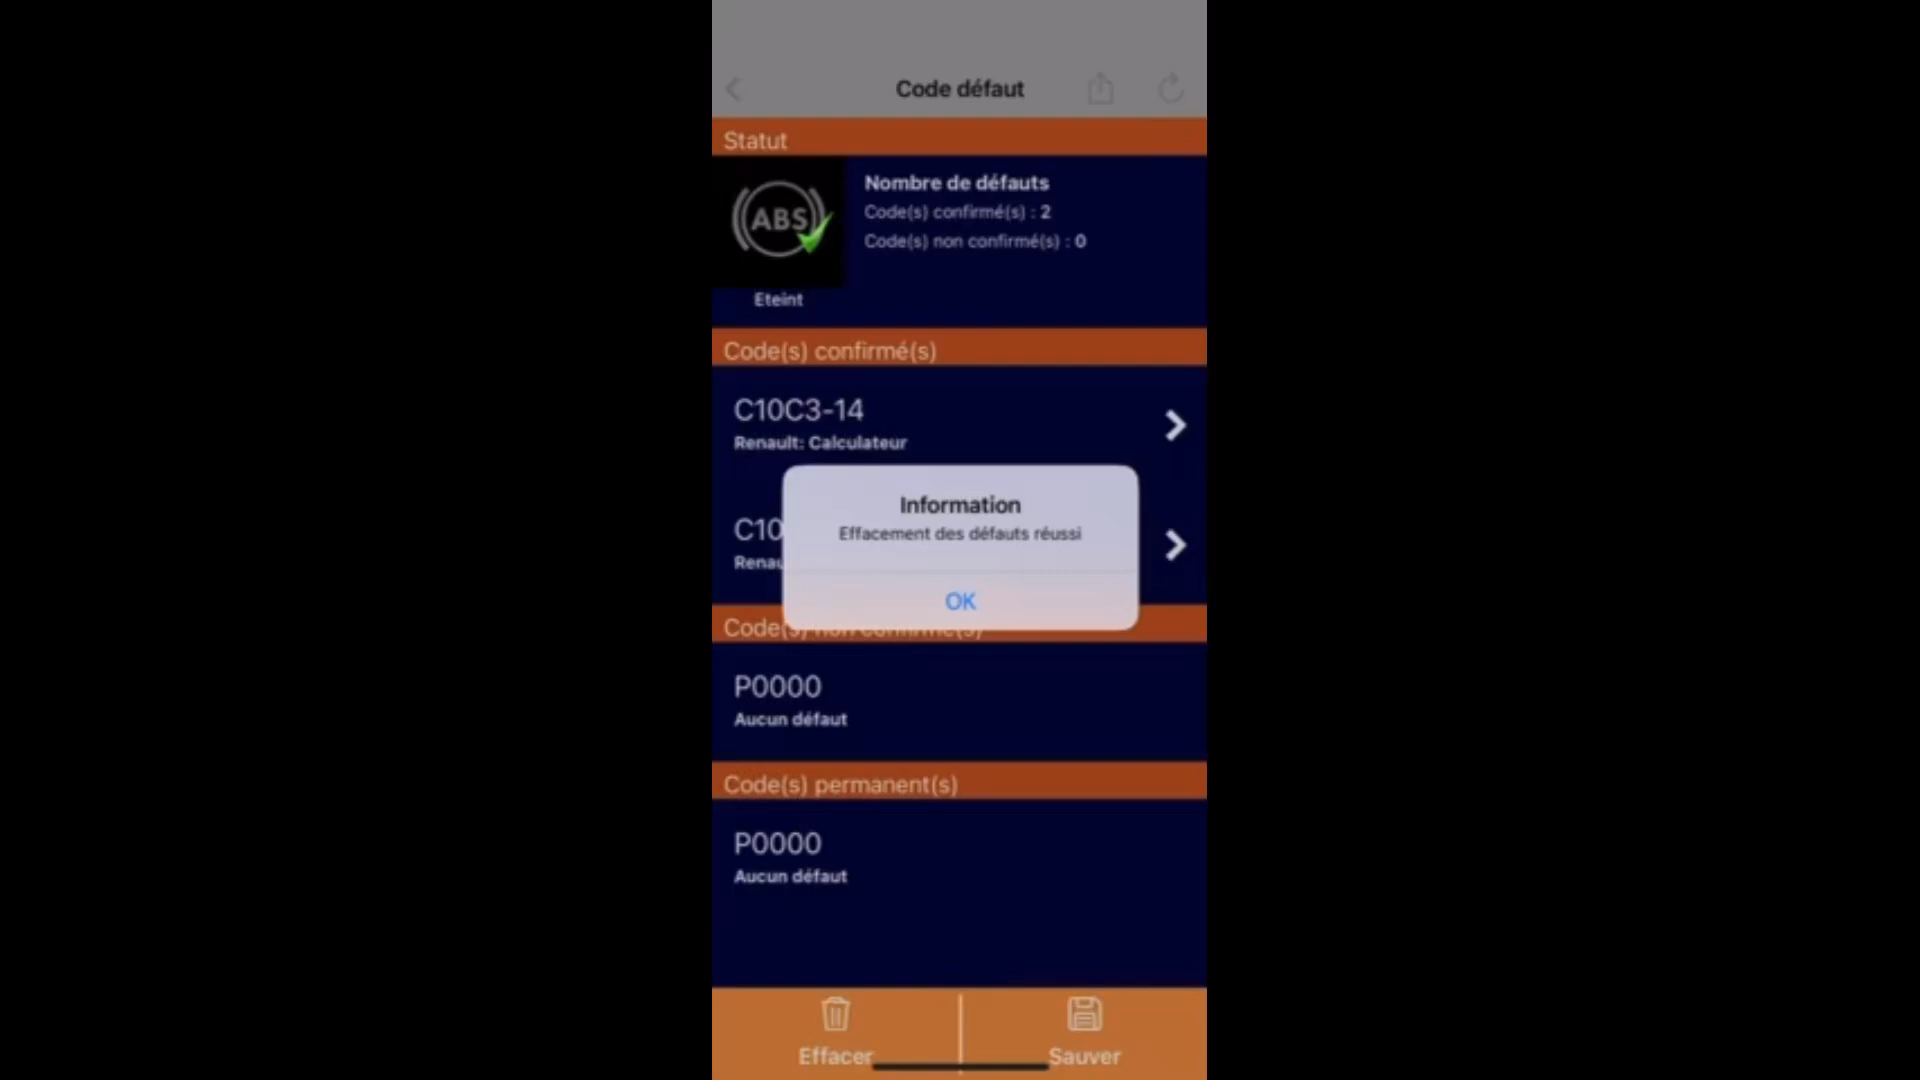 Code défaut
Statut
ABS
Nombre de défauts
Code(s) confirmé(s) : 2
Code(s) non confirmé(s) : 0
Eteint
Code(s) confirmé(s)
C10C3-14
Renault: Calculateur
Information
Effacement des défauts réussi
C10
Renau
OK
Code(s) non confirmé(s)
P0000
Aucun défaut
Code(s) permanent(s)
P0000
Aucun défaut
Effacer
Sauver